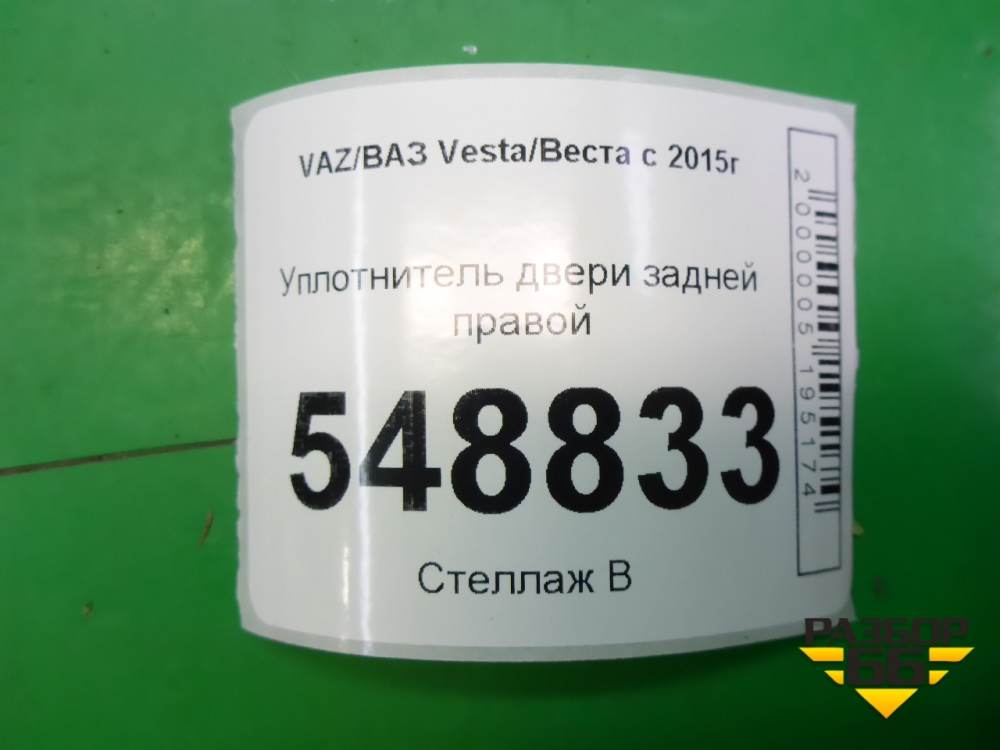 VAZ/ВАЗ Vesta/Веста с 2015г
Уплотнитель двери задней
правой
548833
Стеллаж В
2000005195174
РАЗБОР
66